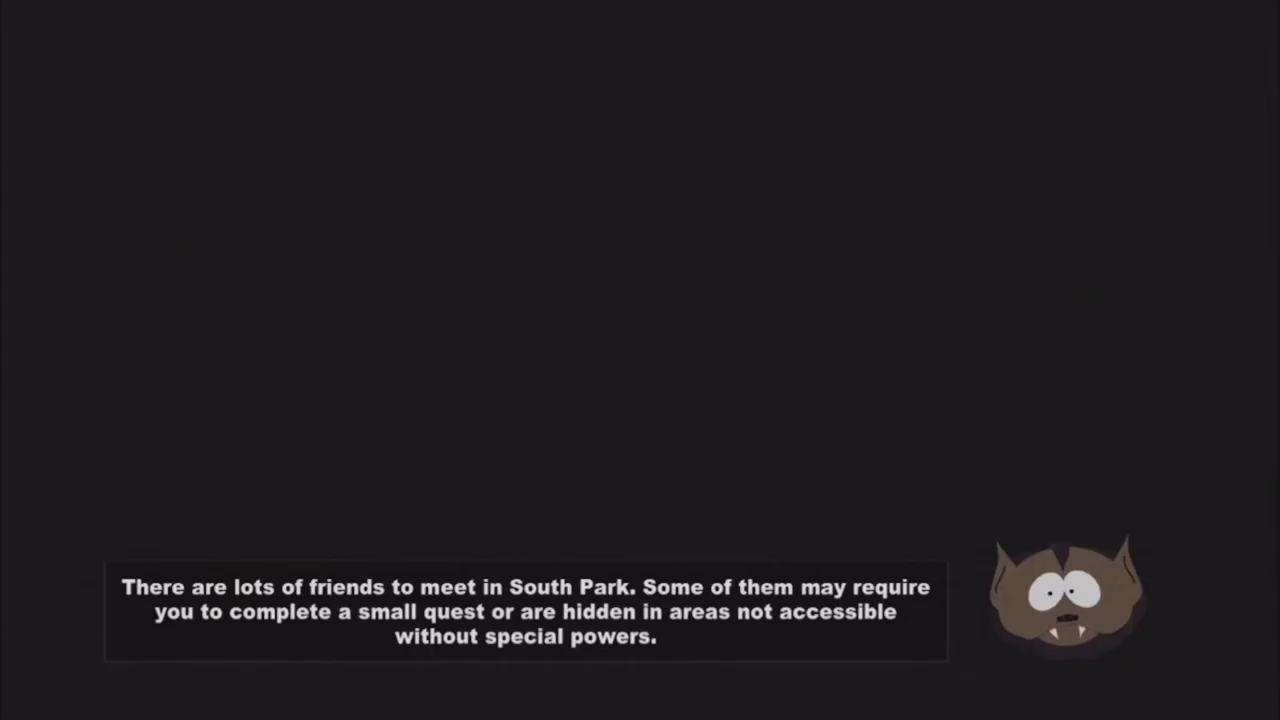 There are lots of friends to meet in South Park. Some of them may require
you to complete a small quest or are hidden in areas not accessible
without special powers.